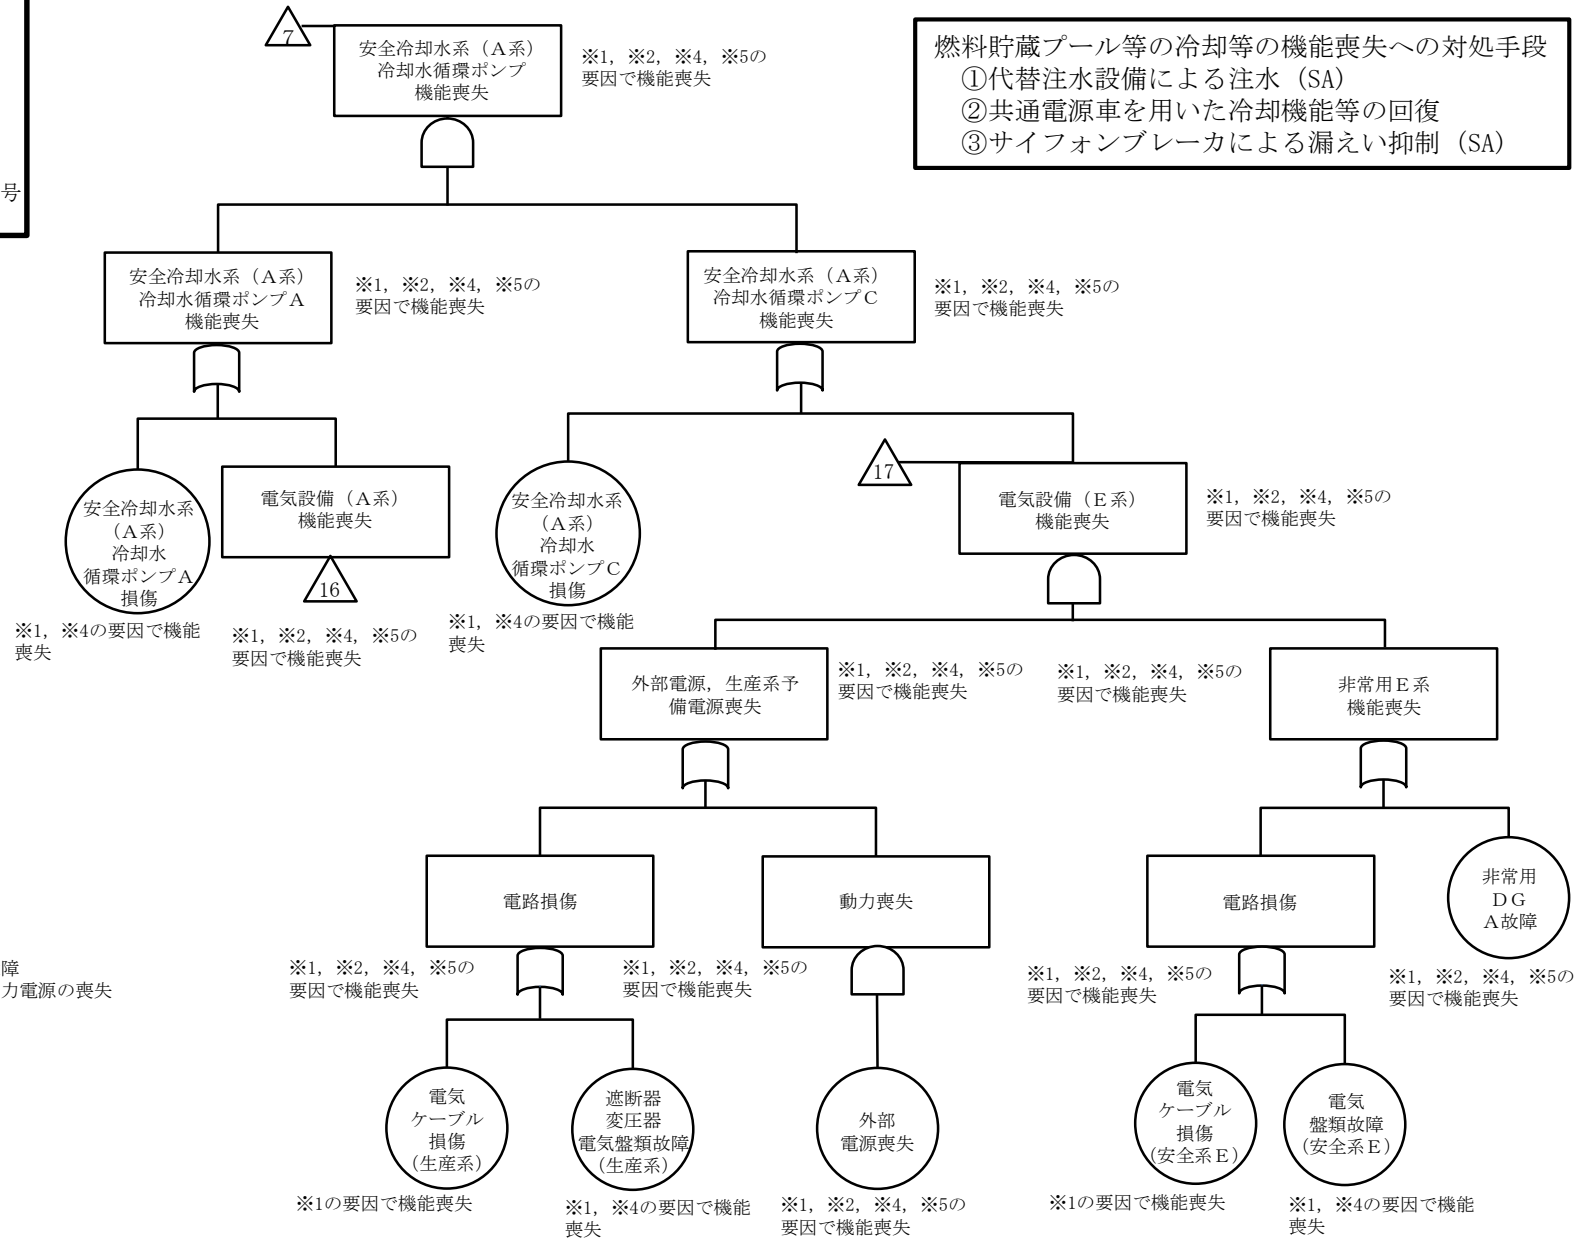 7
安全冷却水系（A系）
冷却水循環ポンプ
機能喪失
※1，※2，※4，※5の
要因で機能喪失
燃料貯蔵プール等の冷却等の機能喪失への対処手段
①代替注水設備による注水（SA）
②共通電源車を用いた冷却機能等の回復
③サイフォンブレーカによる漏えい抑制（SA）
号
安全冷却水系（A系）
冷却水循環ポンプA
機能喪失
※1，※2，※4，※5の
要因で機能喪失
安全冷却水系（A系）
冷却水循環ポンプC
機能喪失
※1，※2，※4，※5の
要因で機能喪失
安全冷却水系
（A系）
冷却水
循環ポンプA
損傷
※1，※4の要因で機能
喪失
電気設備（A系）
機能喪失
16
※1，※2，※4，※5の
要因で機能喪失
安全冷却水系
（A系）
冷却水
循環ポンプC
損傷
※1，※4の要因で機能
喪失
17
電気設備（E系）
機能喪失
※1，※2，※4，※5の
要因で機能喪失
外部電源，生産系予
備電源喪失
※1，※2，※4，※5の
要因で機能喪失
※1，※2，※4，※5の
要因で機能喪失
非常用E系
機能喪失
電路損傷
※1，※2，※4，※5の
要因で機能喪失
動力喪失
※1，※2，※4，※5の
要因で機能喪失
電路損傷
※1，※2，※4，※5の
要因で機能喪失
非常用
DG
A故障
※1，※2，※4，※5の
要因で機能喪失
障
力電源の喪失
電気
ケーブル
損傷
（生産系）
※1の要因で機能喪失
遮断器
変圧器
電気盤類故障
（生産系）
※1，※4の要因で機能
喪失
外部
電源喪失
※1，※2，※4，※5の
要因で機能喪失
電気
ケーブル
損傷
（安全系E）
※1の要因で機能喪失
電気
盤類故障
（安全系E）
※1，※4の要因で機能
喪失